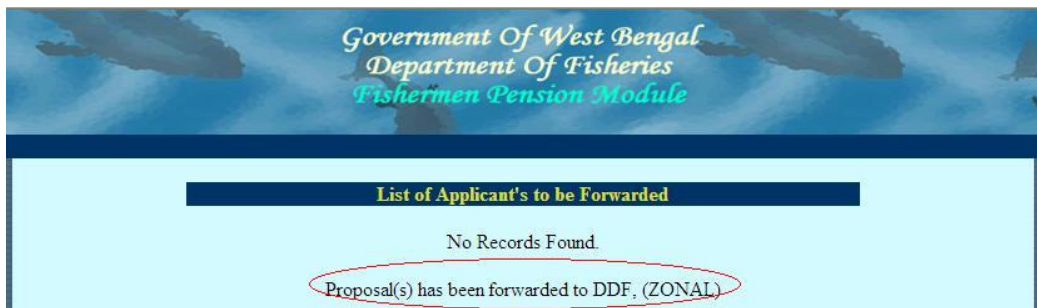 Government Of West Bengal
Department Of Fisheries
Fishermen Pension Module
List of Applicant's to be Forwarded
No Records Found.
Proposal(s) has been forwarded to DDF, (ZONAL)